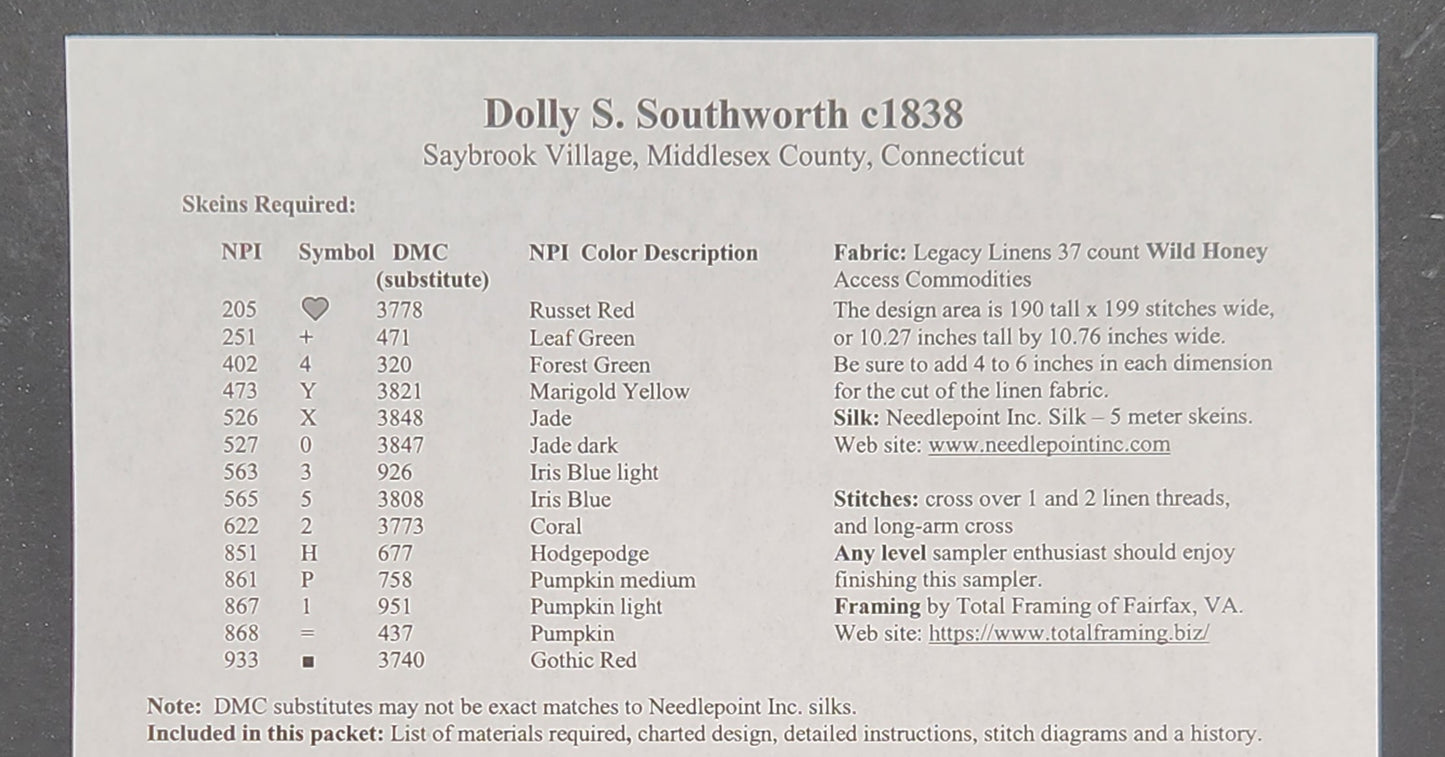 Dolly S. Southworth c1838
Saybrook Village, Middlesex County, Connecticut
Skeins Required:
NPI Symbol DMC NPI Color Description
(substitute)
205 ♥ 3778 Russet Red
251 + 471 Leaf Green
402 4 320 Forest Green
473 Y 3821 Marigold Yellow
526 X 3848 Jade
527 0 3847 Jade dark
563 3 926 Iris Blue light
565 5 3808 Iris Blue
622 2 3773 Coral
851 H 677 Hodgepodge
861 P 758 Pumpkin medium
867 1 951 Pumpkin light
868 = 437 Pumpkin
933 ■ 3740 Gothic Red
Fabric: Legacy Linens 37 count Wild Honey
Access Commodities
The design area is 190 tall x 199 stitches wide,
or 10.27 inches tall by 10.76 inches wide.
Be sure to add 4 to 6 inches in each dimension
for the cut of the linen fabric.
Silk: Needlepoint Inc. Silk – 5 meter skeins.
Web site: www.needlepointinc.com
Stitches: cross over 1 and 2 linen threads,
and long-arm cross
Any level sampler enthusiast should enjoy
finishing this sampler.
Framing by Total Framing of Fairfax, VA.
Web site: https://www.totalframing.biz/
Note: DMC substitutes may not be exact matches to Needlepoint Inc. silks.
Included in this packet: List of materials required, charted design, detailed instructions, stitch diagrams and a history.